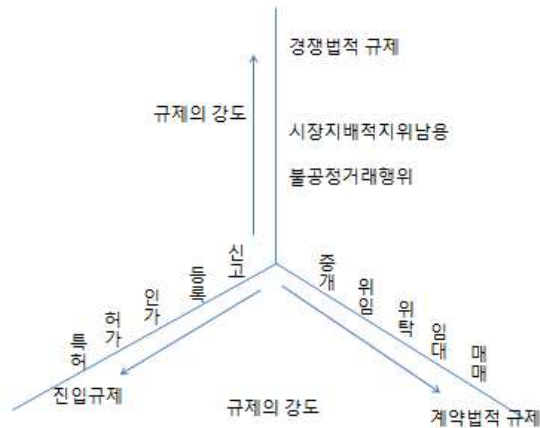 경쟁법적 규제
규제의 강도
시장지배적지위남용
불공정거래행위
신고
등록
인가
허가
특허
중개
위임
위탁
임대
매매
진입규제
규제의 강도
계약법적 규제